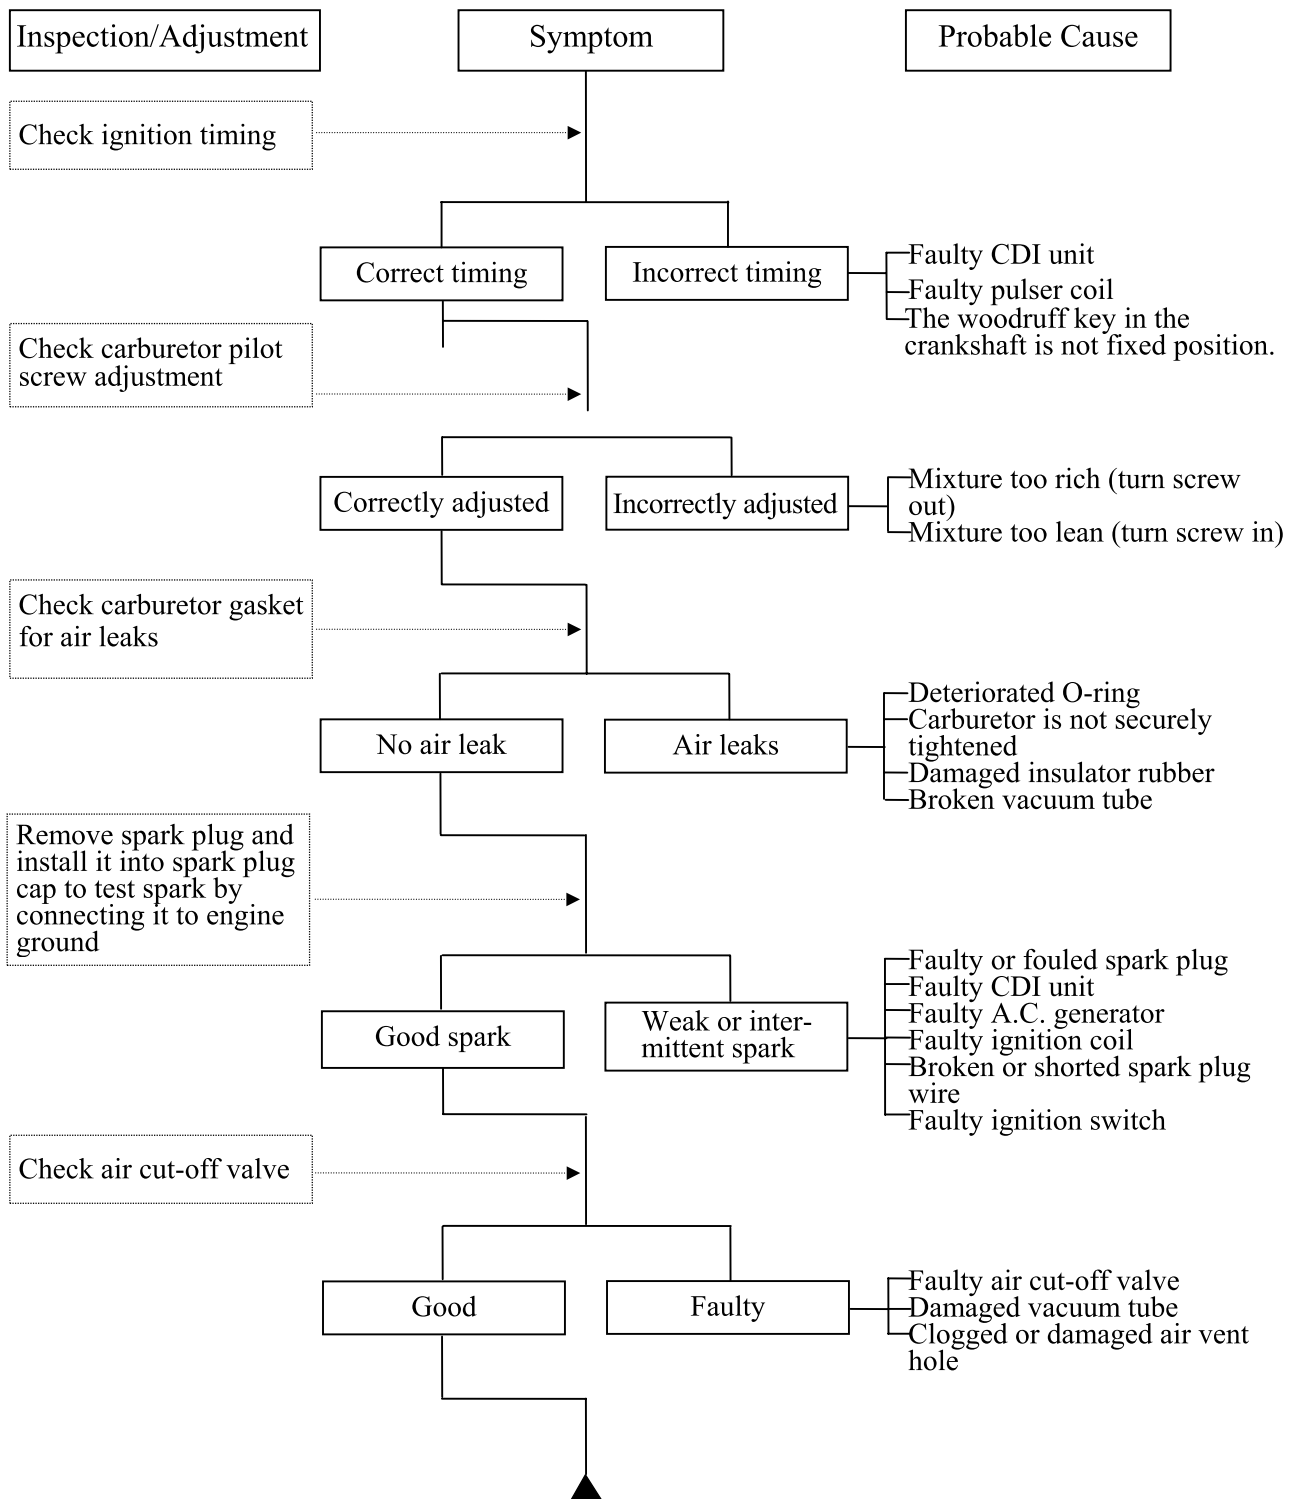 Inspection/Adjustment
Symptom
Probable Cause
Check ignition timing
Correct timing
Incorrect timing
Faulty CDI unit
Faulty pulser coil
The woodruff key in the
crankshaft is not fixed position.
Check carburetor pilot
screw adjustment
Correctly adjusted
Incorrectly adjusted
Mixture too rich (turn screw
out)
Mixture too lean (turn screw in)
Check carburetor gasket
for air leaks
No air leak
Air leaks
Deteriorated O-ring
Carburetor is not securely
tightened
Damaged insulator rubber
Broken vacuum tube
Remove spark plug and
install it into spark plug
cap to test spark by
connecting it to engine
ground
Good spark
Weak or inter-
mittent spark
Faulty or fouled spark plug
Faulty CDI unit
Faulty A.C. generator
Faulty ignition coil
Broken or shorted spark plug
wire
Faulty ignition switch
Check air cut-off valve
Good
Faulty
Faulty air cut-off valve
Damaged vacuum tube
Clogged or damaged air vent
hole